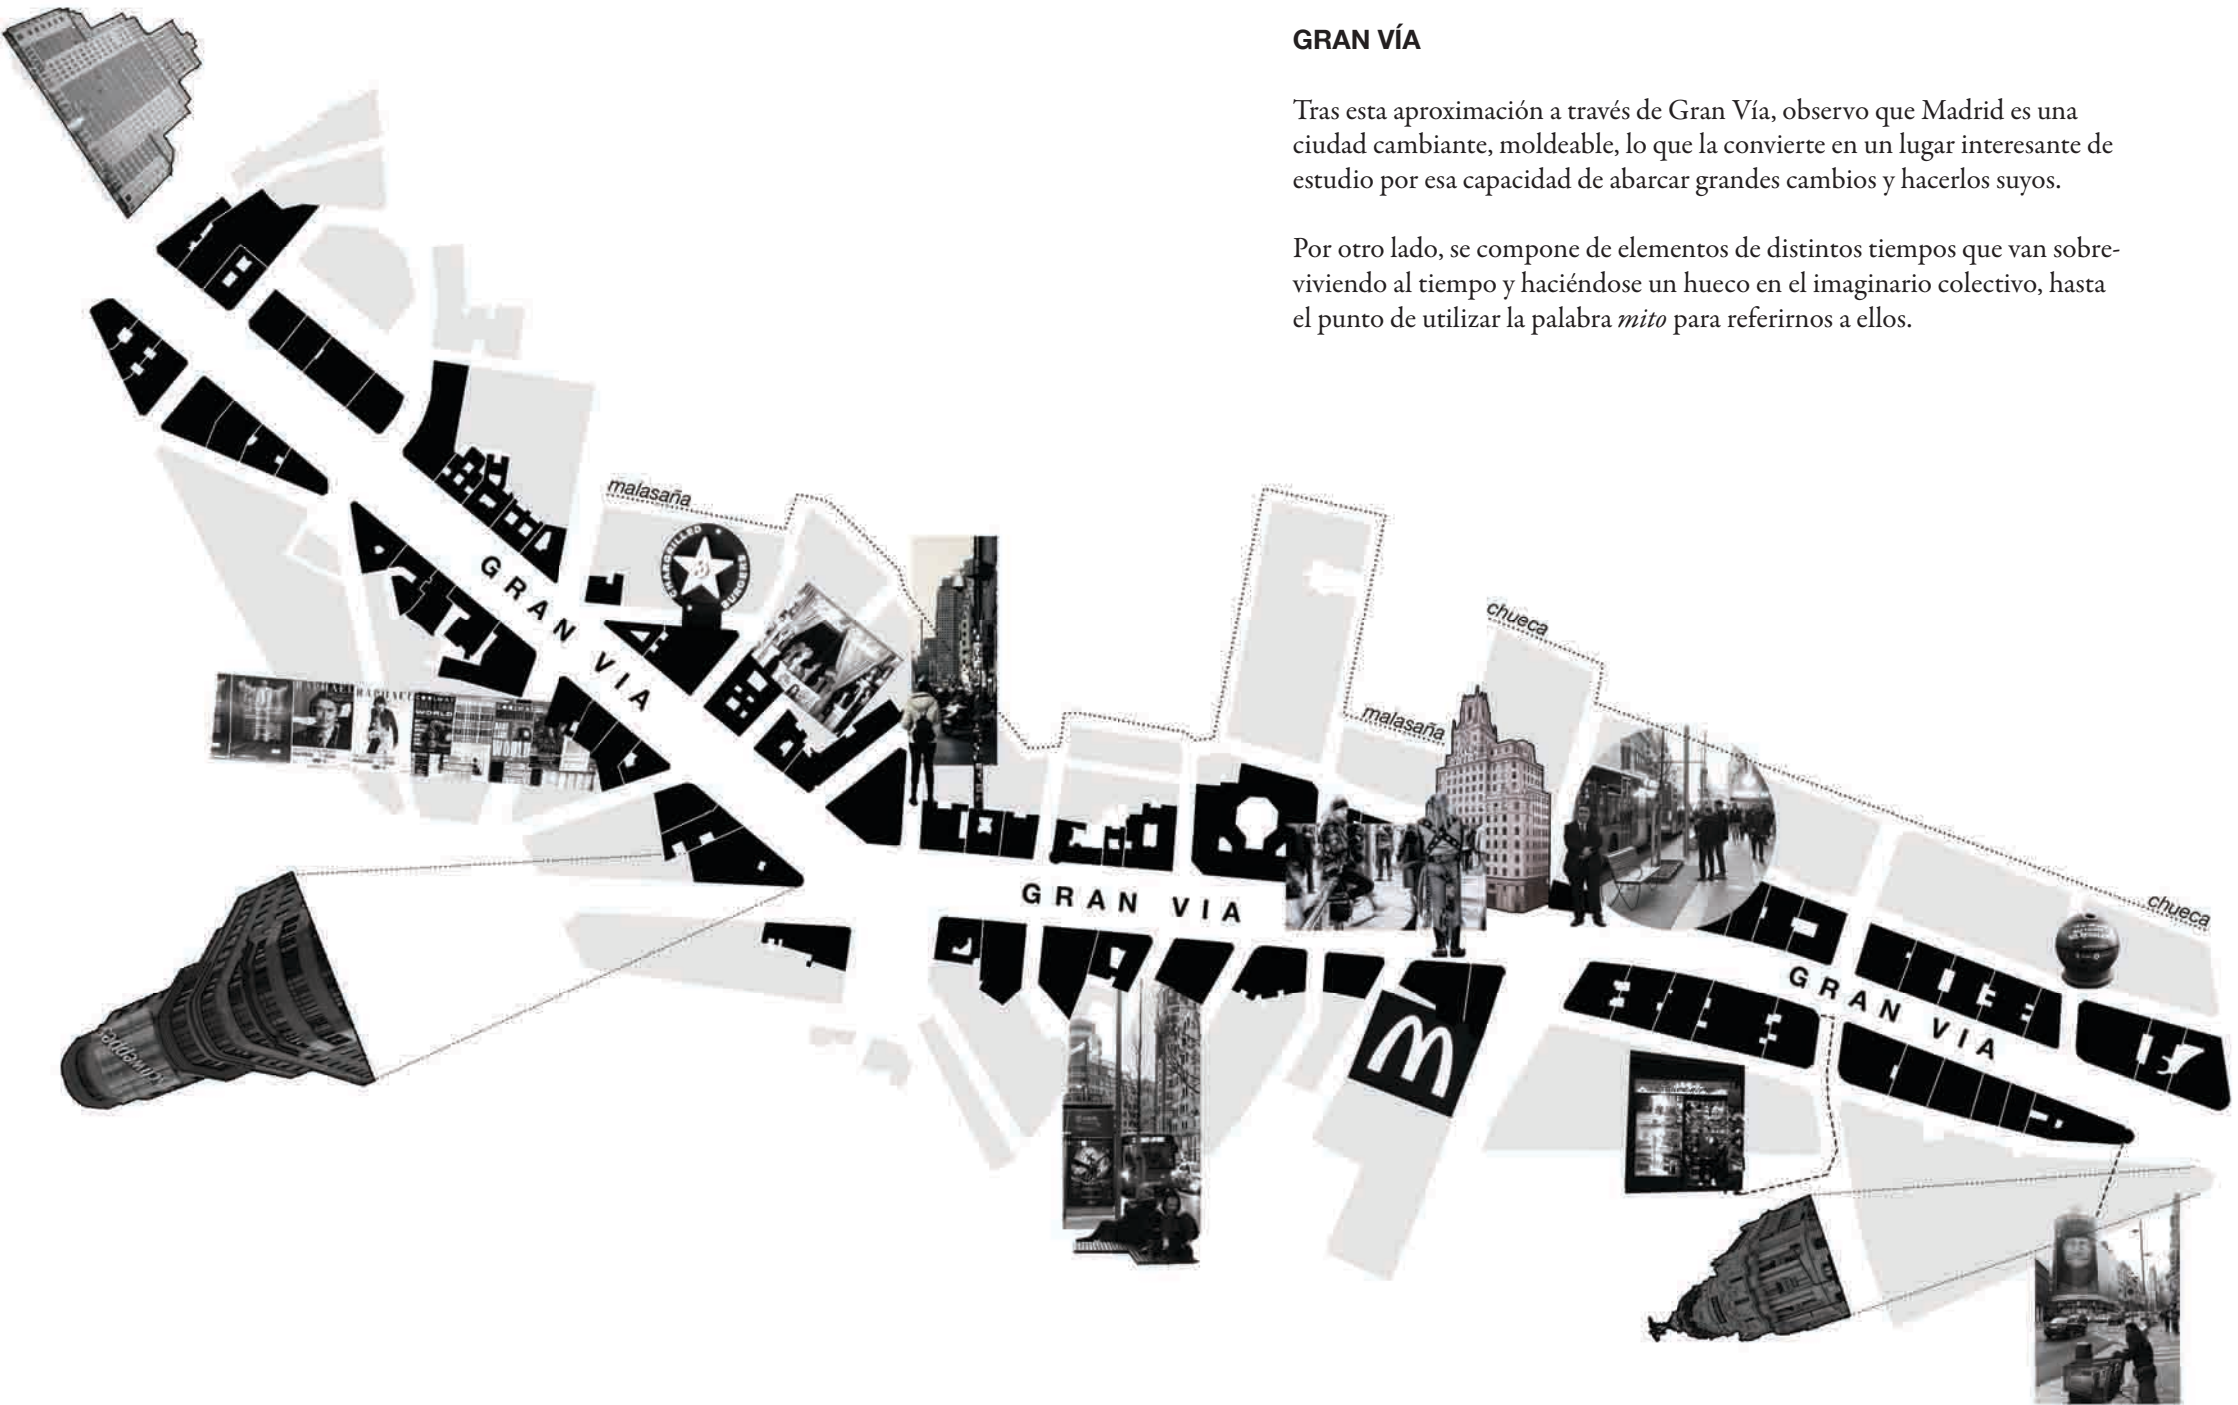 GRAN VÍA
Tras esta aproximación a través de Gran Vía, observo que Madrid es una
ciudad cambiante, moldeable, lo que la convierte en un lugar interesante de
estudio por esa capacidad de abarcar grandes cambios y hacerlos suyos.
Por otro lado, se compone de elementos de distintos tiempos que van sobre-
viviendo al tiempo y haciéndose un hueco en el imaginario colectivo, hasta
el punto de utilizar la palabra mito para referirnos a ellos.
malasaña
CHARGRILLED
BURGERS
GRAN VIA
chueca
RAPHAEL
WORLD
malasaña
GRAN VIA
chueca
GRAN VIA
Schweppes